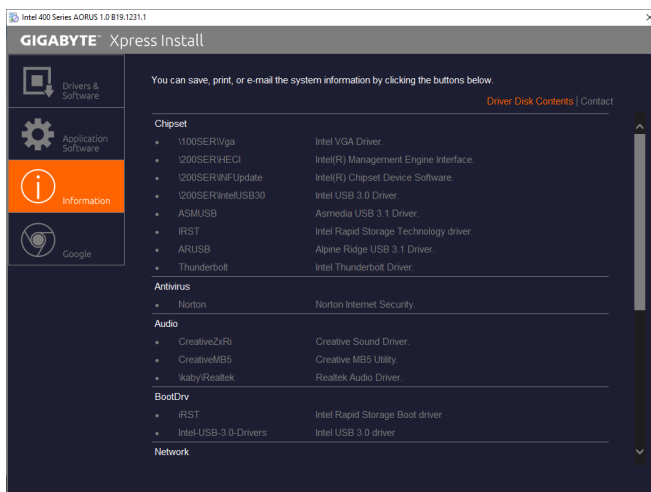 Intel 400 Series AORUS 1.0 B19.1231.1
GIGABYTE™ Xpress Install
Drivers &
Software
Application
Software
Information
Google
You can save, print, or e-mail the system information by clicking the buttons below.
Driver Disk Contents | Contact
Chipset
• \100SER\Vga Intel VGA Driver.
• \200SER\HECI Intel(R) Management Engine Interface.
• \200SER\INFUpdate Intel(R) Chipset Device Software.
• \200SER\IntelUSB30 Intel USB 3.0 Driver.
• ASMUSB Asmedia USB 3.1 Driver.
• IRST Intel Rapid Storage Technology driver.
• ARUSB Alpine Ridge USB 3.1 Driver.
• Thunderbolt Intel Thunderbolt Driver.
Antivirus
• Norton Norton Internet Security.
Audio
• CreativeZxRi Creative Sound Driver.
• CreativeMB5 Creative MB5 Utility.
• \kaby\Realtek Realtek Audio Driver.
BootDrv
• iRST Intel Rapid Storage Boot driver
• Intel-USB-3.0-Drivers Intel USB 3.0 driver
Network